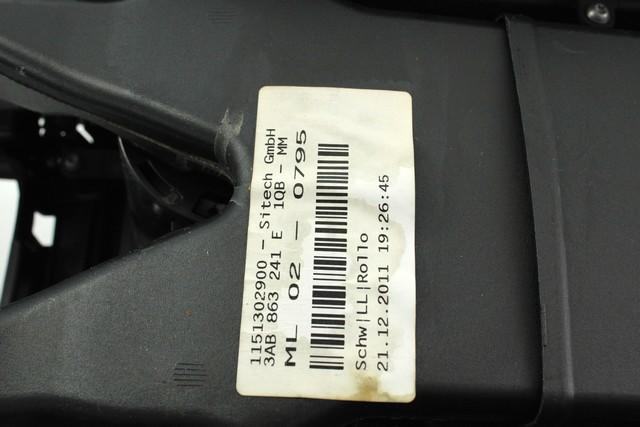 1151302900 - Sitech GmbH
3AB 863 241 E 1QB - MM
ML 02 - 0795
Schw|LL|Rollo
21.12.2011 19:26:45